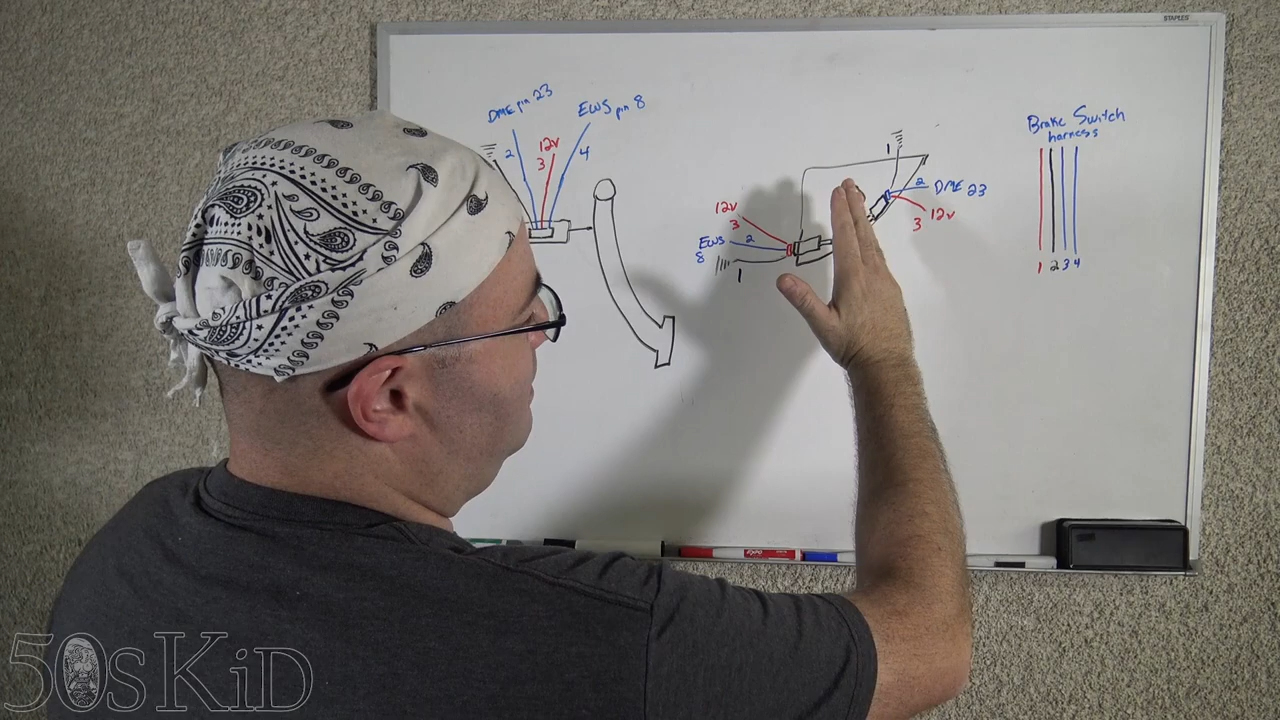 STAPLES
DME pin 23
EWS pin 8
2
12v
3
4
12v
3
EWS
8
2
1
1
2
DME 23
12v
3
Brake Switch
harness
1 2 3 4
EXPO
50sKiD